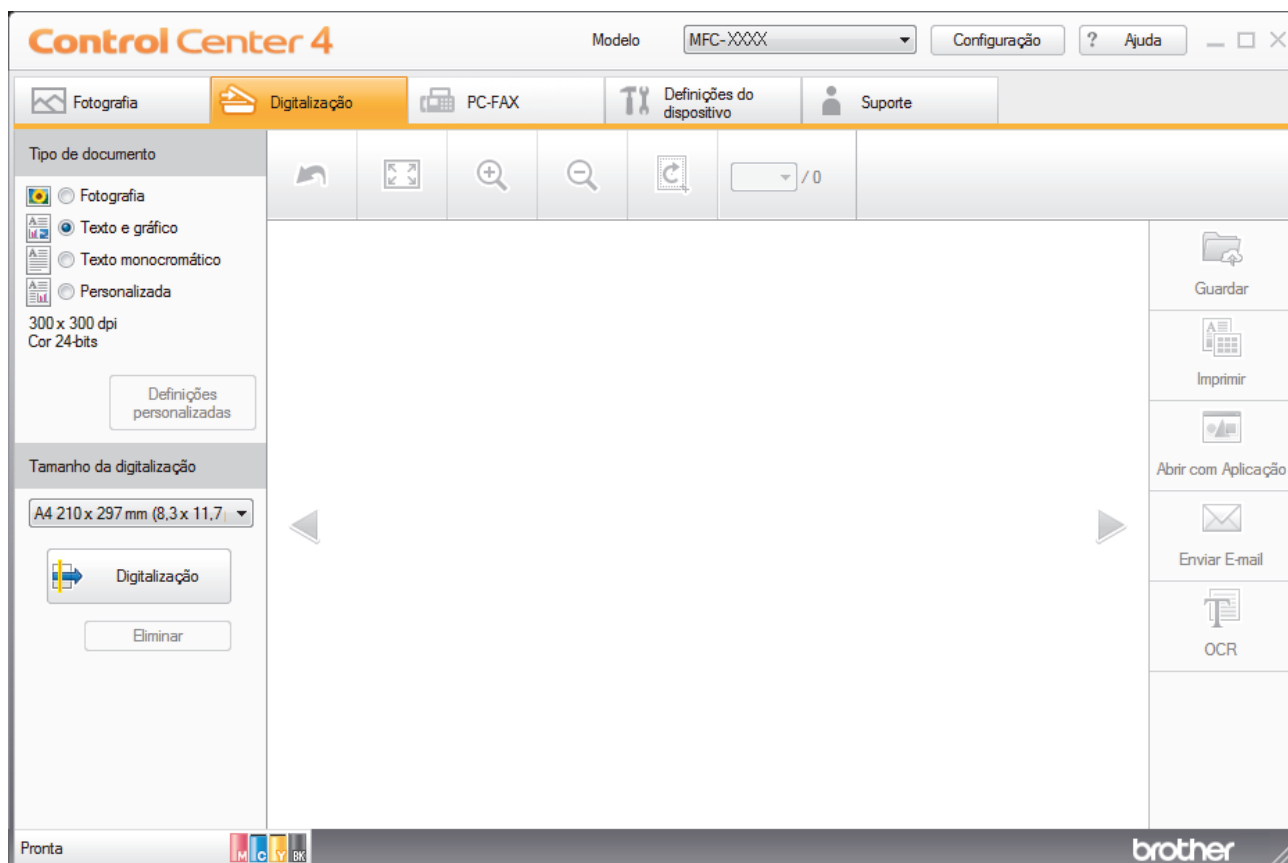 Control Center 4
Modelo
MFC-XXXX
Configuração
? Ajuda
Fotografia
Digitalização
PC-FAX
Definições do
dispositivo
Suporte
Tipo de documento
Fotografia
Texto e gráfico
Texto monocromático
Personalizada
300 x 300 dpi
Cor 24-bits
Definições
personalizadas
/ 0
Tamanho da digitalização
A4 210 x 297 mm (8,3 x 11,7
Digitalização
Eliminar
Guardar
Imprimir
Abrir com Aplicação
Enviar E-mail
OCR
Pronta
M C Y BK
brother